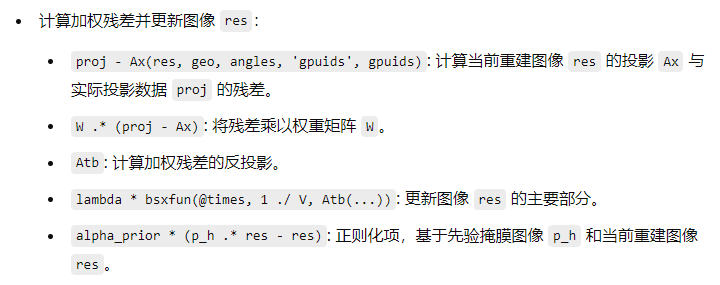 计算加权残差并更新图像 res：
proj - Ax(res, geo, angles, 'gpuids', gpuids)：计算当前重建图像 res 的投影 Ax 与
实际投影数据 proj 的残差。
W .* (proj - Ax)：将残差乘以权重矩阵 W。
Atb：计算加权残差的反投影。
lambda * bsxfun(@times, 1 ./ V, Atb(...))：更新图像 res 的主要部分。
alpha_prior * (p_h .* res - res)：正则化项，基于先验掩膜图像 p_h 和当前重建图像
res。